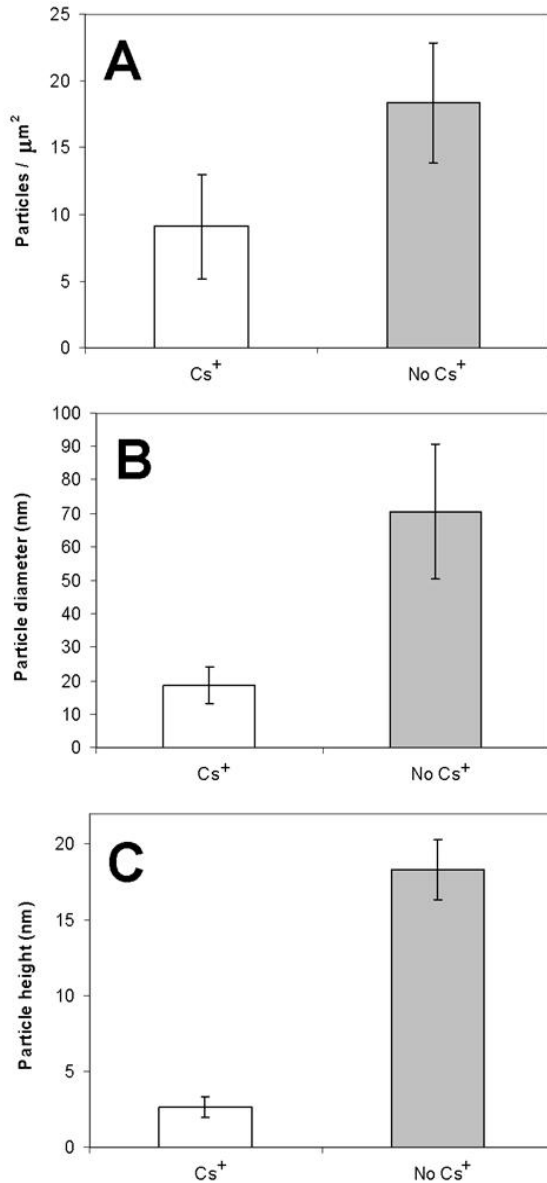 A
Particles / μm²
25
20
15
10
5
0
Cs⁺
No Cs⁺
B
Particle diameter (nm)
100
90
80
70
60
50
40
30
20
10
0
Cs⁺
No Cs⁺
C
Particle height (nm)
20
15
10
5
0
Cs⁺
No Cs⁺